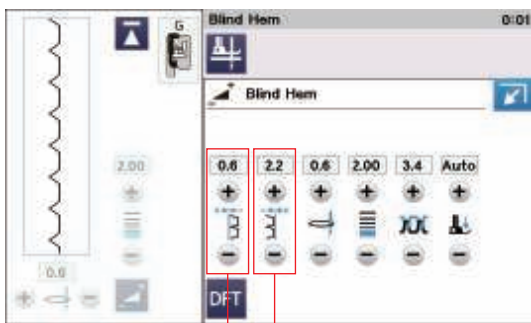 G
Blind Hem 0:01
Blind Hem
2.00
0.6 2.2 0.6 2.00 3.4 Auto
0.6
DFT